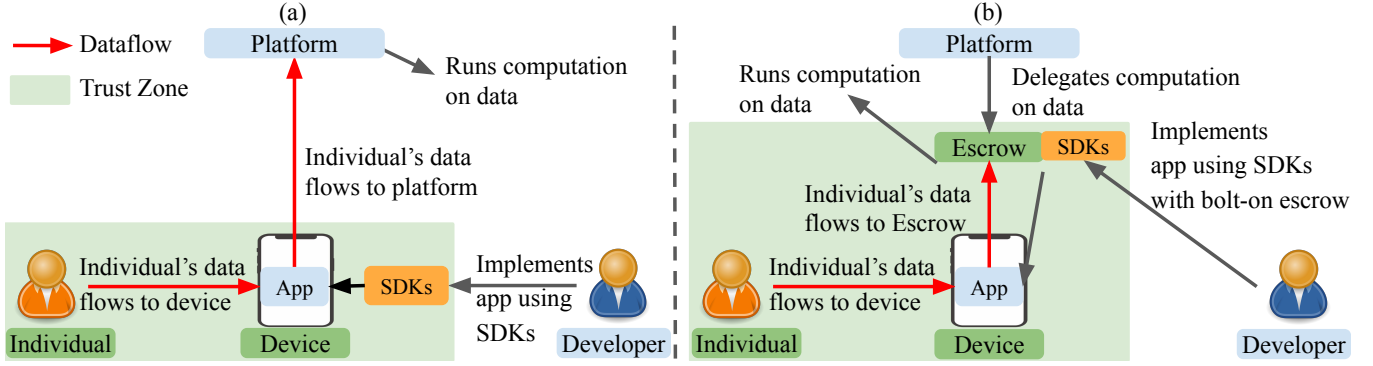 (a)
Dataflow
Trust Zone
Platform
Runs computation
on data
Individual's data
flows to platform
Individual's data
flows to device
App
SDKs
Implements
app using
SDKs
Individual
Device
Developer
(b)
Platform
Runs computation
on data
Delegates computation
on data
Escrow
SDKs
Implements
app using SDKs
with bolt-on escrow
Individual's data
flows to Escrow
Individual's data
flows to device
App
Individual
Device
Developer